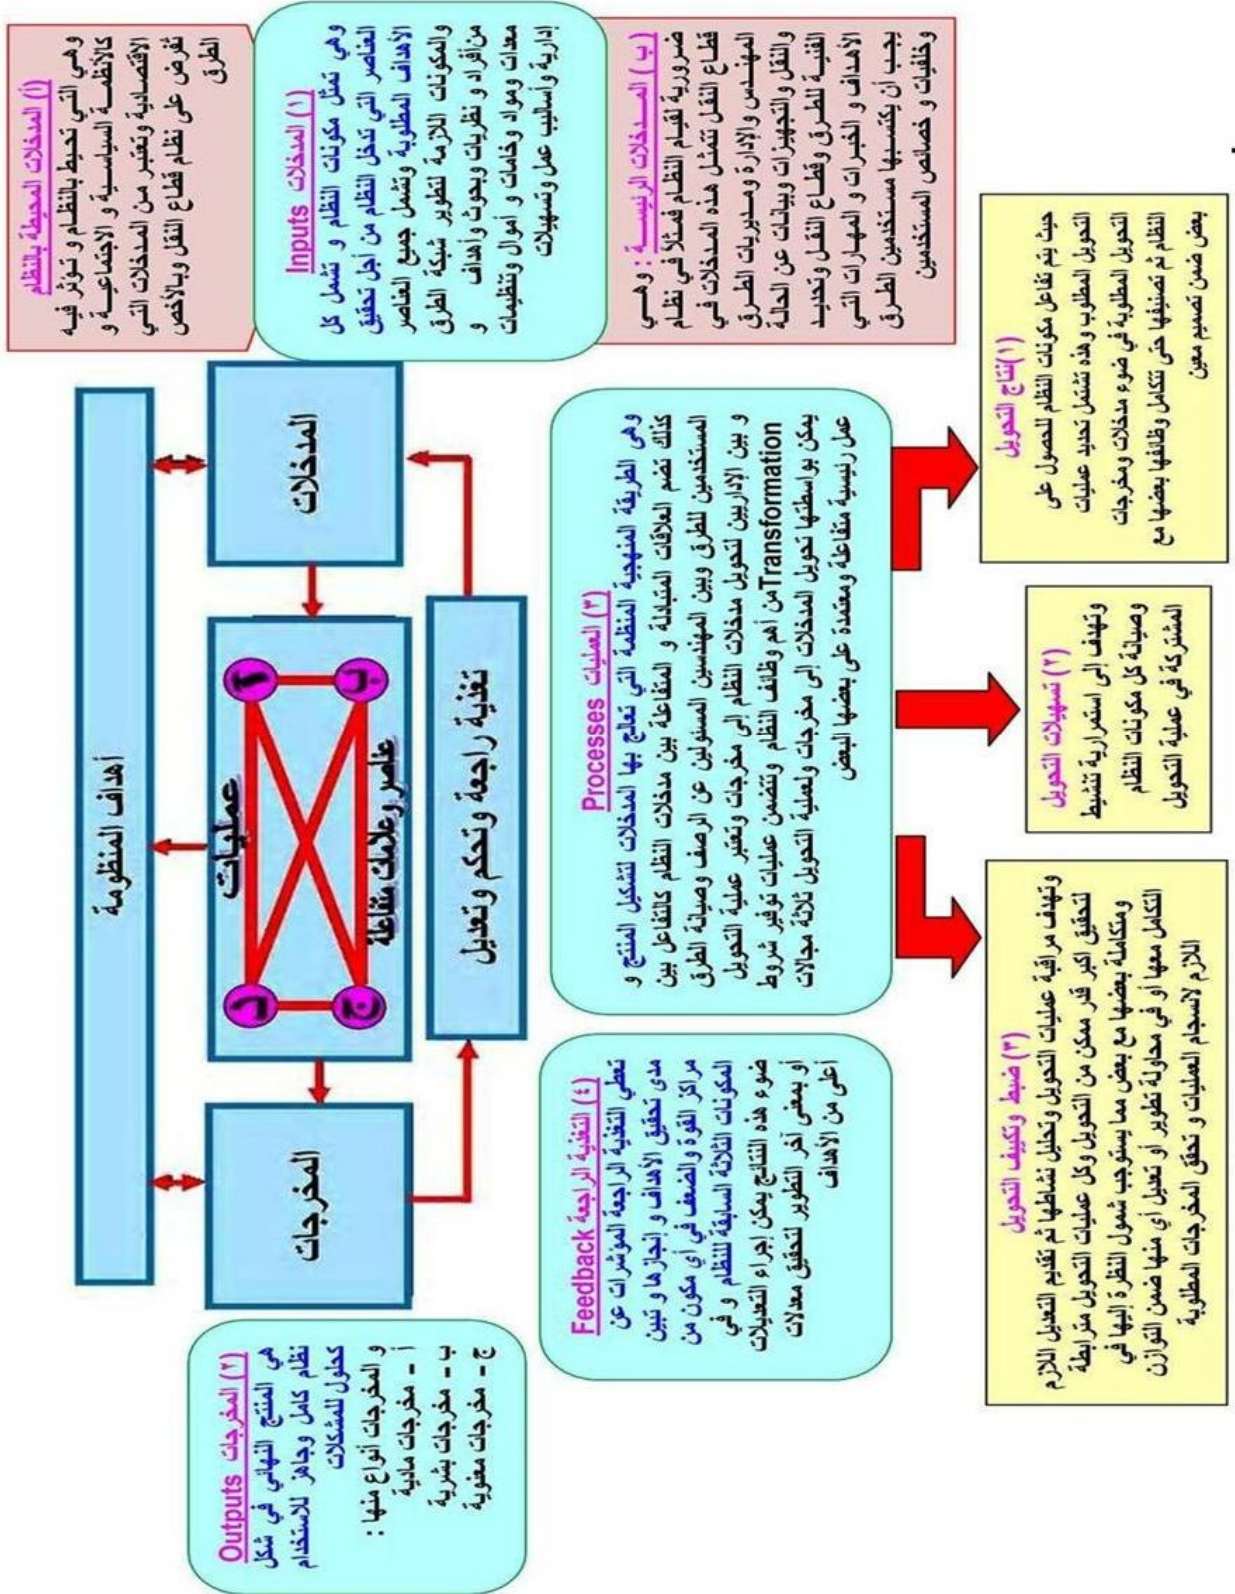 أهداف المنظومة
المدخلات
عمليات
أ
ب
ج
د
عناصر وعلاقات متفاعلة
المخرجات
تغذية راجعة وتحكم وتعديل
(أ) المدخلات المحيطة بالنظام
وهي التي تحيط بالنظام و تؤثر فيه
كالأنظمة السياسية و الاجتماعية و
الاقتصادية وتعتبر من المدخلات التي
تفرض على نظام قطاع النقل وبالأخص
الطرق
(١) المدخلات Inputs
وهي تمثل مكونات النظام و تشمل كل
العناصر التي تدخل النظام من أجل تحقيق
الأهداف المطلوبة وتشمل جميع العناصر
والمكونات اللازمة لتطوير شبكة الطرق
من أفراد و نظريات وبحوث وأهداف و
معدات ومواد وخامات و أموال وتنظيمات
إدارية وأساليب عمل وتسهيلات
(ب) المدخلات الرئيسة : وهي
ضرورية لقيام النظام فمثلاً في نظام
قطاع النقل تتمثل هذه المدخلات في
المهندس والإدارة ومديريات الطرق
والنقل والتجهيزات وبيانات عن الحالة
الفنية للطرق وقطاع النقل وتحديد
الأهداف و الخبرات و المهارات التي
يجب أن يكتسبها مستخدمين الطرق
وخلفيات و خصائص المستخدمين
(٢) المخرجات Outputs
هي المنتج النهائي في شكل
نظام كامل وجاهز للاستخدام
كحلول للمشكلات
و المخرجات أنواع منها :
أ - مخرجات مادية
ب - مخرجات بشرية
ج - مخرجات معنوية
(٣) العمليات Processes
وهى الطريقة المنهجية المنظمة التي تعالج بها المدخلات لتشكيل المنتج و
كذلك تضم العلاقات المتبادلة و المتفاعلة بين مدخلات النظام كالتفاعل بين
المستخدمين للطرق وبين المهندسين المسئولين عن الرصف وصيانة الطرق
و بين الإداريين لتحويل مدخلات النظام إلى مخرجات وتعتبر عملية التحويل
Transformation من أهم وظائف النظام وتتضمن عمليات توفير شروط
يمكن بواسطتها تحويل المدخلات إلى مخرجات ولعملية التحويل ثلاثة مجالات
عمل رئيسية متفاعلة ومعتمدة على بعضها البعض
(٤) التغذية الراجعة Feedback
تعطي التغذية الراجعة المؤشرات عن
مدى تحقيق الأهداف و إنجازها و تبين
مراكز القوة والضعف في أي مكون من
المكونات الثلاثة السابقة للنظام و في
ضوء هذه النتائج يمكن إجراء التعديلات
أو بمعنى آخر التطوير لتحقيق معدلات
أعلى من الأهداف
(١) نتاج التحويل
حيث يتم تفاعل مكونات النظام للحصول على
التحويل المطلوب وهذه تشتمل تحديد عمليات
التحويل المطلوبة في ضوء مدخلات ومخرجات
النظام ثم تصنيفها حتى تتكامل وظائفها بعضها مع
بعض ضمن تصميم معين
(٢) تسهيلات التحويل
وتهدف إلى استمرارية تنشيط
وصيانة كل مكونات النظام
المشتركة في عملية التحويل
(٣) ضبط وتكييف التحويل
وتهدف مراقبة عمليات التحويل وتحليل نشاطها ثم تقديم التعديل اللازم
لتحقيق اكبر قدر ممكن من التحويل وكل عمليات التحويل مترابطة
ومتكاملة بعضها مع بعض مما يستوجب شمول النظرة إليها في
التكامل معها أو في محاولة تطوير أو تعديل أي منها ضمن التوازن
اللازم لانسجام العمليات و تحقق المخرجات المطلوبة